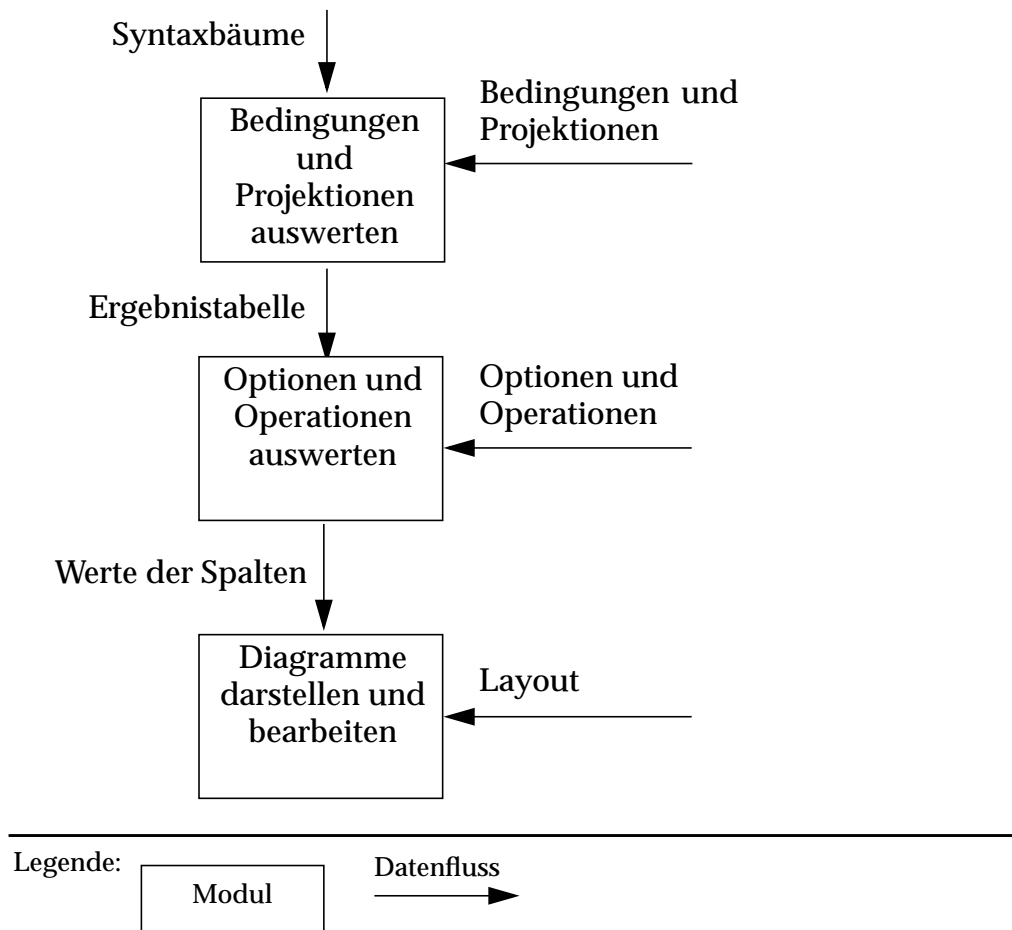 Syntaxbäume
Bedingungen
und
Projektionen
auswerten
Bedingungen und
Projektionen
Ergebnistabelle
Optionen und
Operationen
auswerten
Optionen und
Operationen
Werte der Spalten
Diagramme
darstellen und
bearbeiten
Layout
Legende:
Modul
Datenfluss